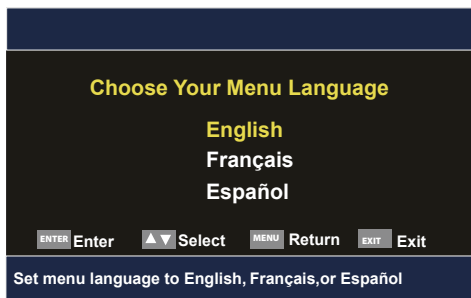 Choose Your Menu Language
English
Français
Español
ENTER Enter ▲▼ Select MENU Return EXIT Exit
Set menu language to English, Français,or Español